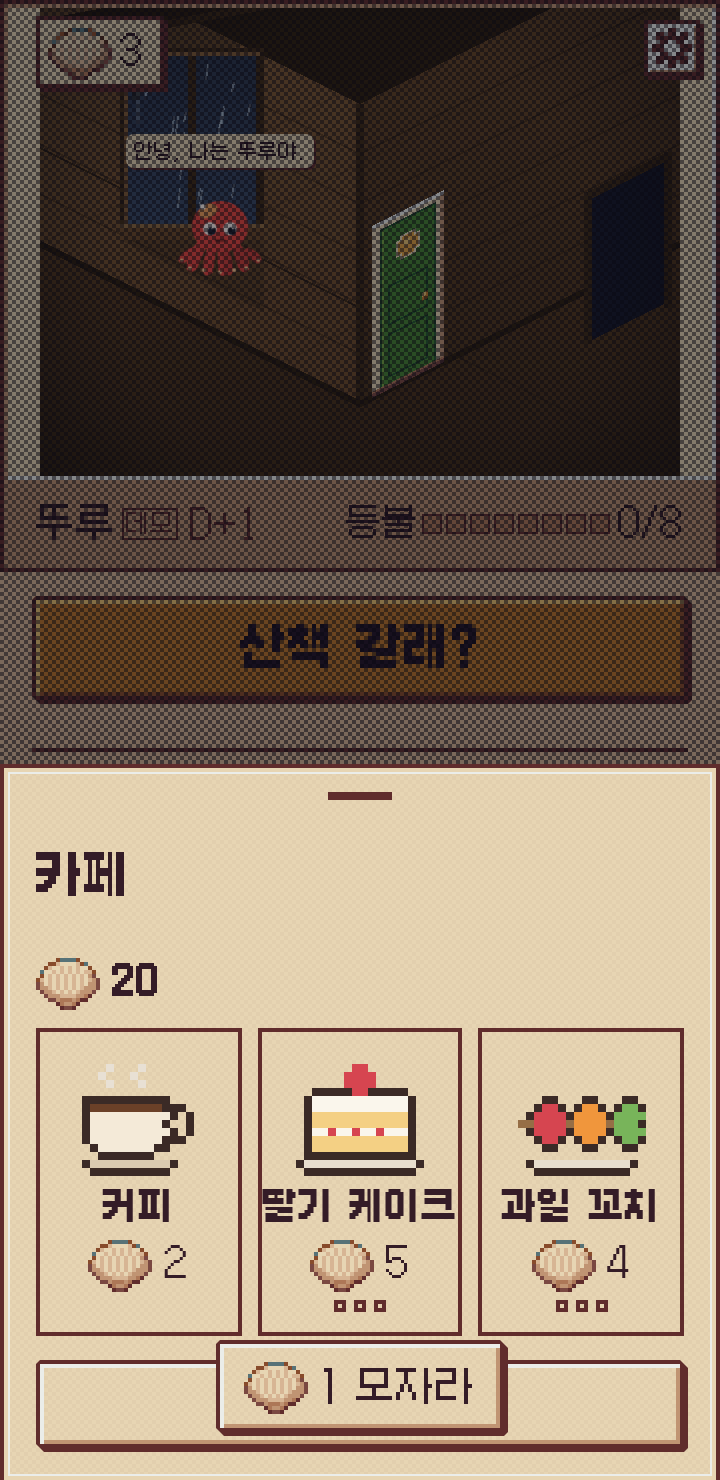 3
안녕, 나는 뚜루야.
뚜루 데모 D+1 등불 0/8
산책 갈래?
카페
20
커피 딸기 케이크 과일 꼬치
2 5 4
1 모자라